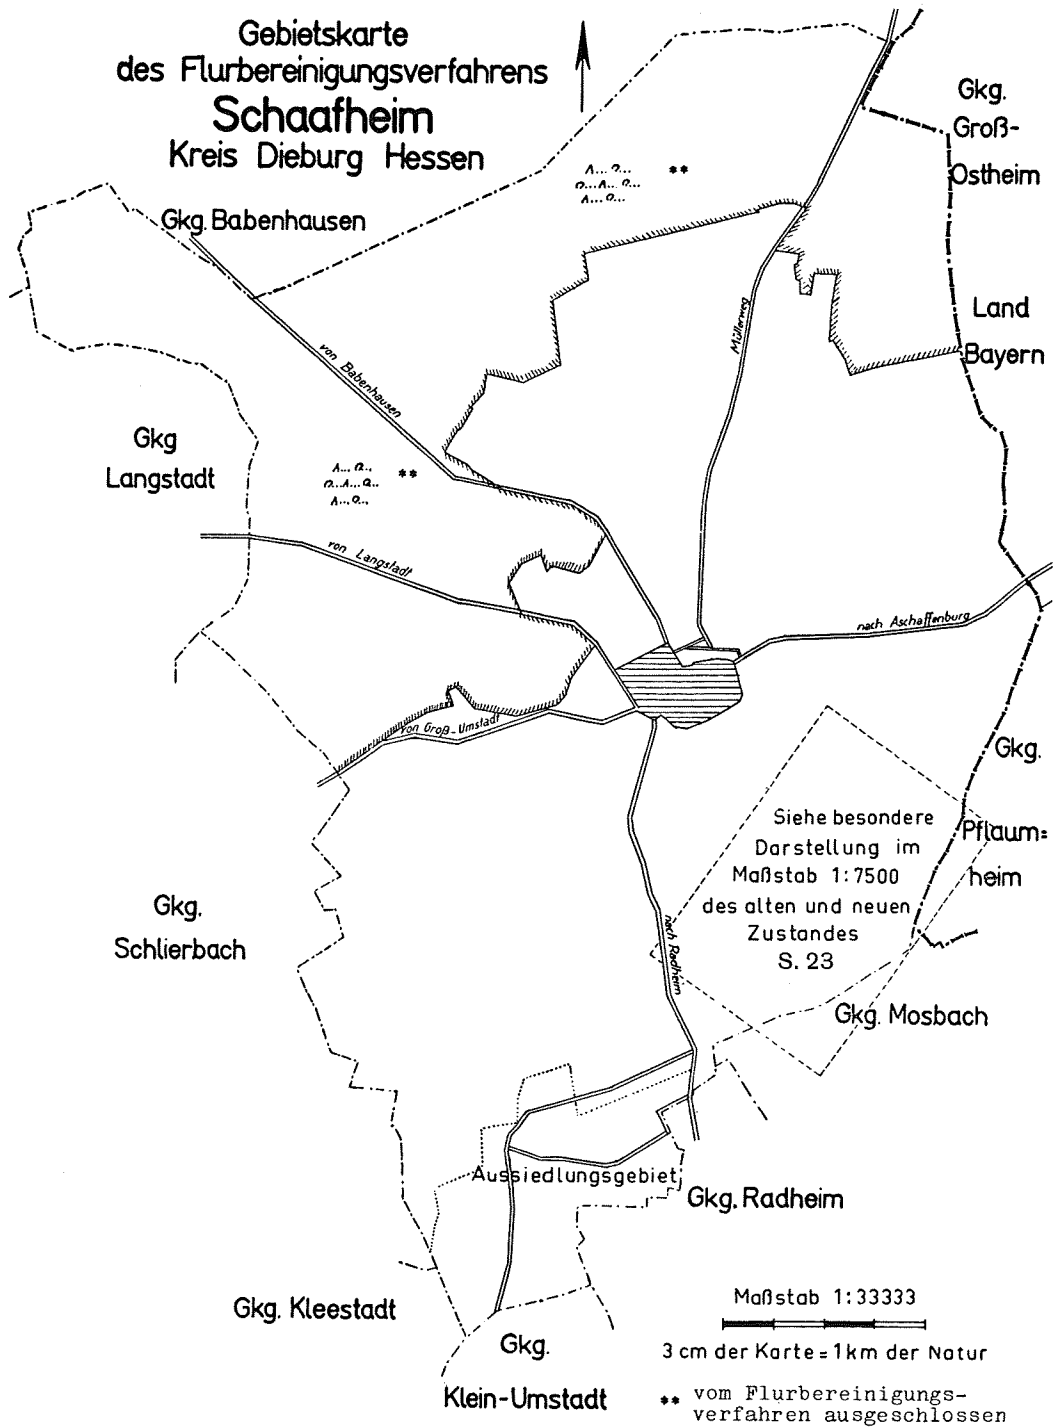 Gebietskarte
des Flurbereinigungsverfahrens
Schaafheim
Kreis Dieburg Hessen
Gkg.
Groß-
Ostheim
**
Gkg. Babenhausen
Land
Bayern
Müllerweg
von Babenhausen
Gkg
Langstadt
**
von Langstadt
nach Aschaffenburg
von Groß-Umstadt
Gkg.
Pflaum=
heim
Siehe besondere
Darstellung im
Maßstab 1:7500
des alten und neuen
Zustandes
S. 23
nach Radheim
Gkg.
Schlierbach
Gkg. Mosbach
Aussiedlungsgebiet
Gkg. Radheim
Gkg. Kleestadt
Gkg.
Klein-Umstadt
Maßstab 1:33333
3 cm der Karte = 1 km der Natur
** vom Flurbereinigungs-
verfahren ausgeschlossen